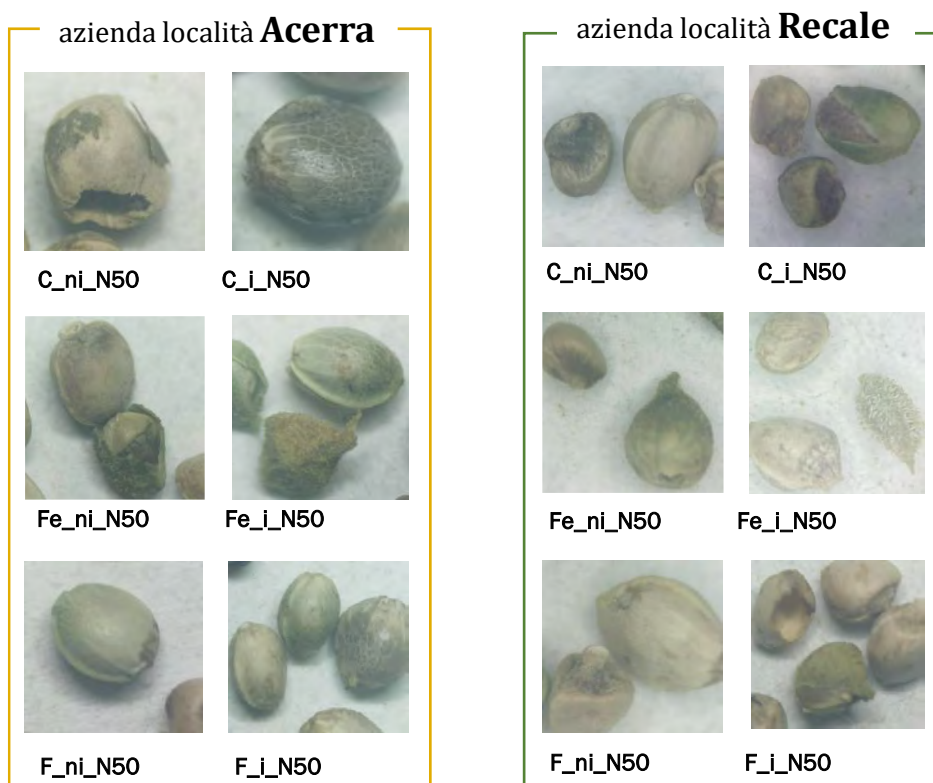 azienda località Acerra
C_ni_N50 C_i_N50
Fe_ni_N50 Fe_i_N50
F_ni_N50 F_i_N50
azienda località Recale
C_ni_N50 C_i_N50
Fe_ni_N50 Fe_i_N50
F_ni_N50 F_i_N50